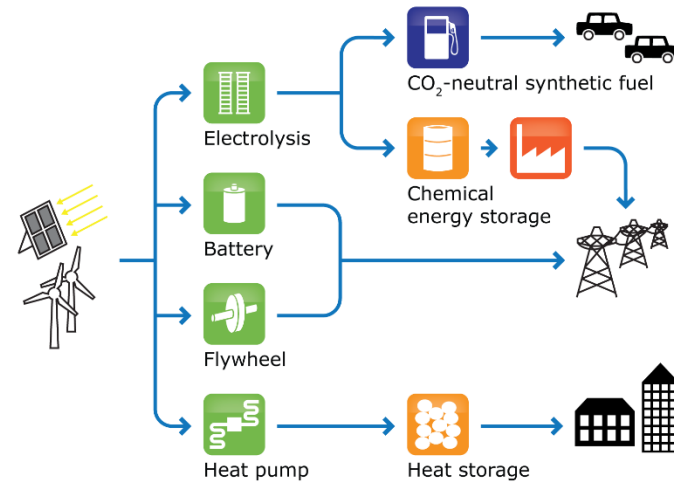 CO₂-neutral synthetic fuel
Electrolysis
Chemical
energy storage
Battery
Flywheel
Heat pump
Heat storage